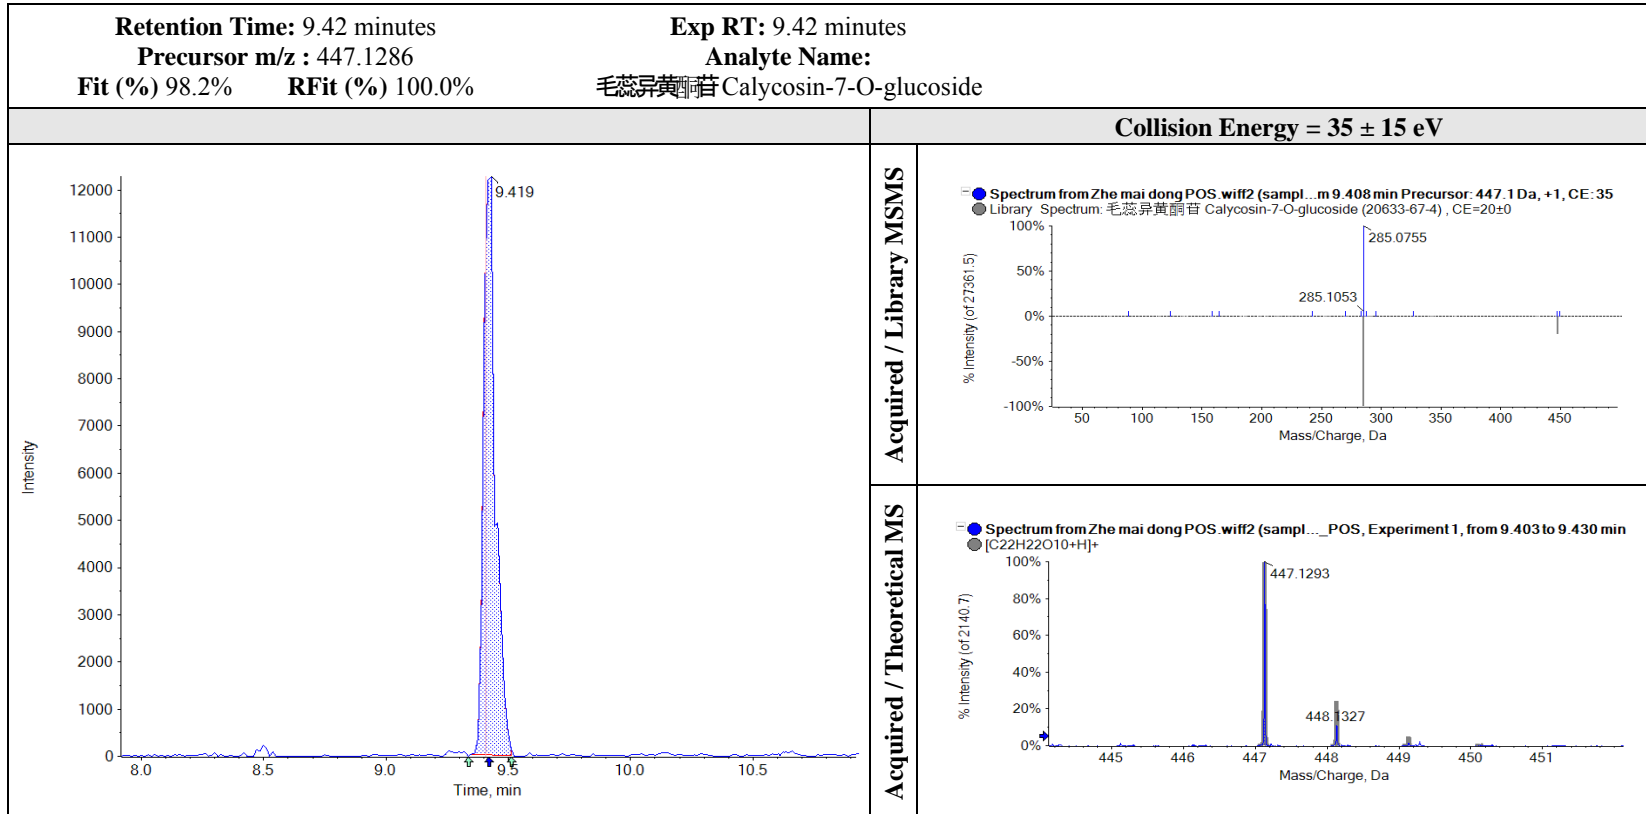 Retention Time: 9.42 minutes
Exp RT: 9.42 minutes
Precursor m/z : 447.1286
Analyte Name:
Fit (%) 98.2% RFit (%) 100.0%
毛蕊异黄酮苷 Calycosin-7-O-glucoside
Collision Energy = 35 ± 15 eV
Intensity
12000
11000
10000
9000
8000
7000
6000
5000
4000
3000
2000
1000
0
9.419
8.0 8.5 9.0 9.5 10.0 10.5
Time, min
Acquired / Library MSMS
Spectrum from Zhe mai dong POS.wiff2 (sampl...m 9.408 min Precursor: 447.1 Da, +1, CE: 35
Library Spectrum: 毛蕊异黄酮苷 Calycosin-7-O-glucoside (20633-67-4) , CE=20±0
% Intensity (of 27361.5)
100%
50%
0%
-50%
-100%
285.0755
285.1053
50 100 150 200 250 300 350 400 450
Mass/Charge, Da
Acquired / Theoretical MS
Spectrum from Zhe mai dong POS.wiff2 (sampl..._POS, Experiment 1, from 9.403 to 9.430 min
[C22H22O10+H]+
% Intensity (of 2140.7)
100%
80%
60%
40%
20%
0%
447.1293
448.1327
445 446 447 448 449 450 451
Mass/Charge, Da